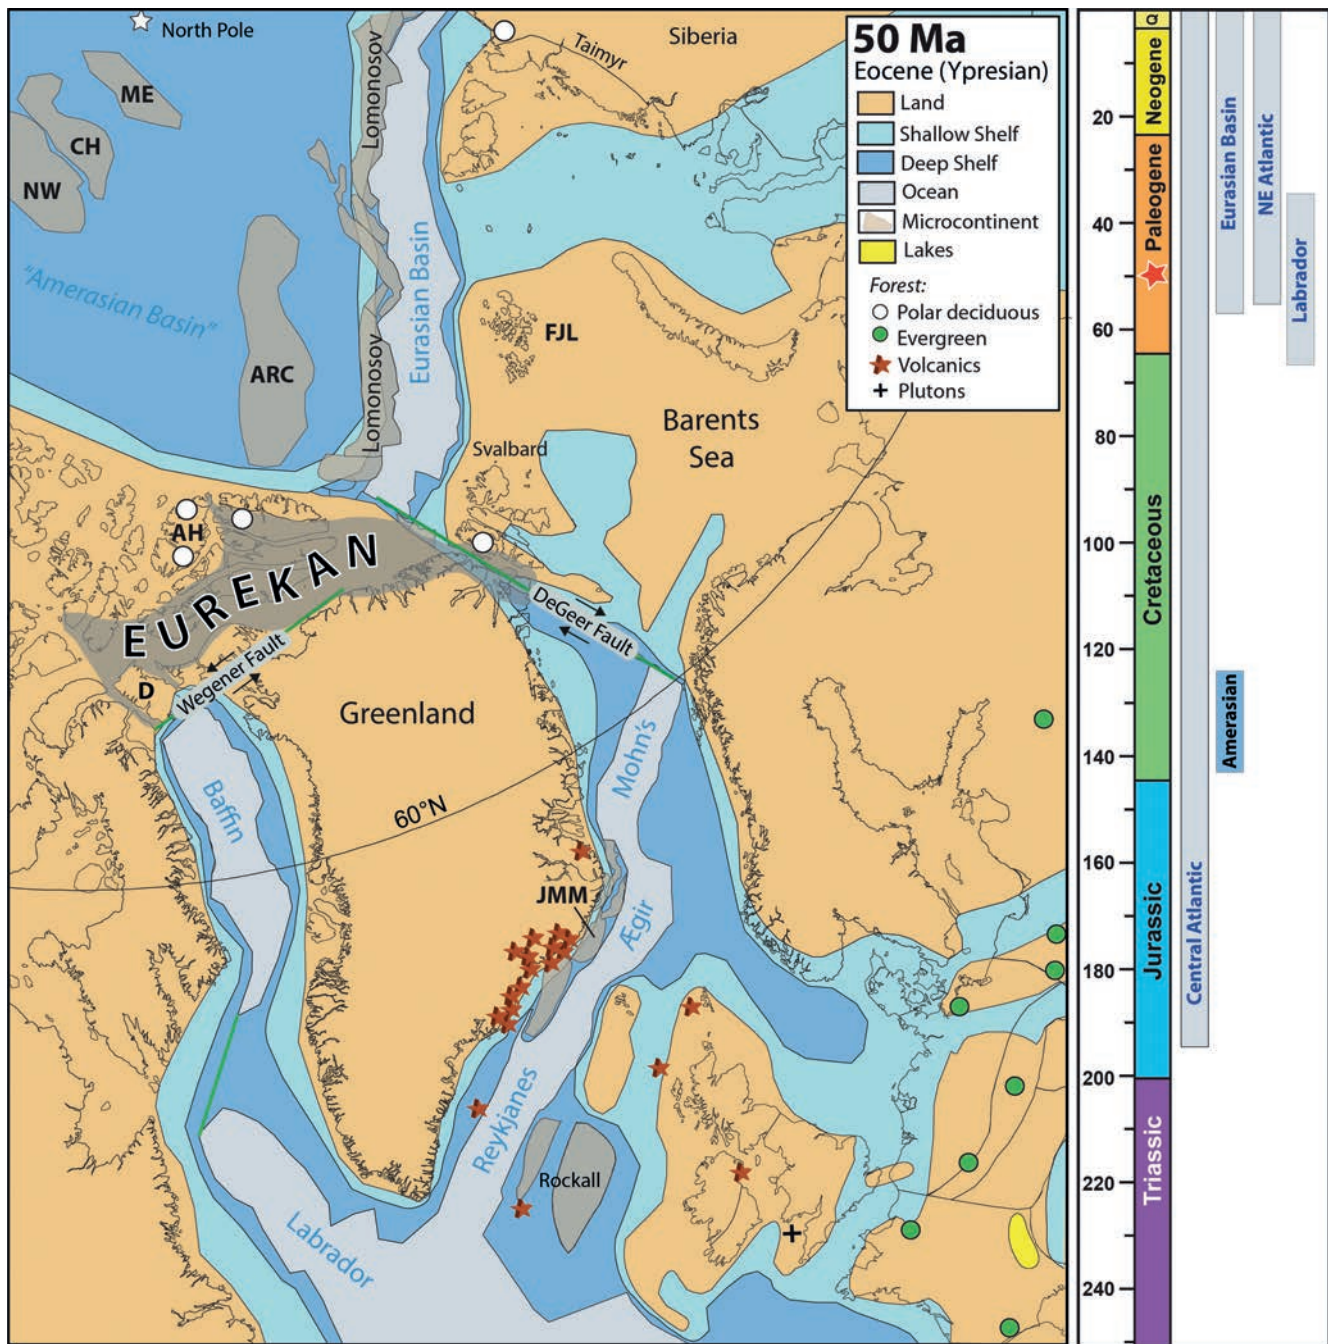 North Pole
ME
CH
NW
"Amerasian Basin"
ARC
Lomonosov
Lomonosov
Eurasian Basin
Siberia
Taimyr
FJL
Barents
Sea
Svalbard
AH
EUREKAN
DeGeer Fault
Wegener Fault
D
Greenland
Baffin
60°N
Mohn's
JMM
Ægir
Reykjanes
Rockall
Labrador
50 Ma
Eocene (Ypresian)
Land
Shallow Shelf
Deep Shelf
Ocean
Microcontinent
Lakes
Forest:
Polar deciduous
Evergreen
Volcanics
Plutons
20
40
60
80
100
120
140
160
180
200
220
240
Q
Neogene
Paleogene
Cretaceous
Jurassic
Triassic
Central Atlantic
Eurasian Basin
NE Atlantic
Labrador
Amerasian